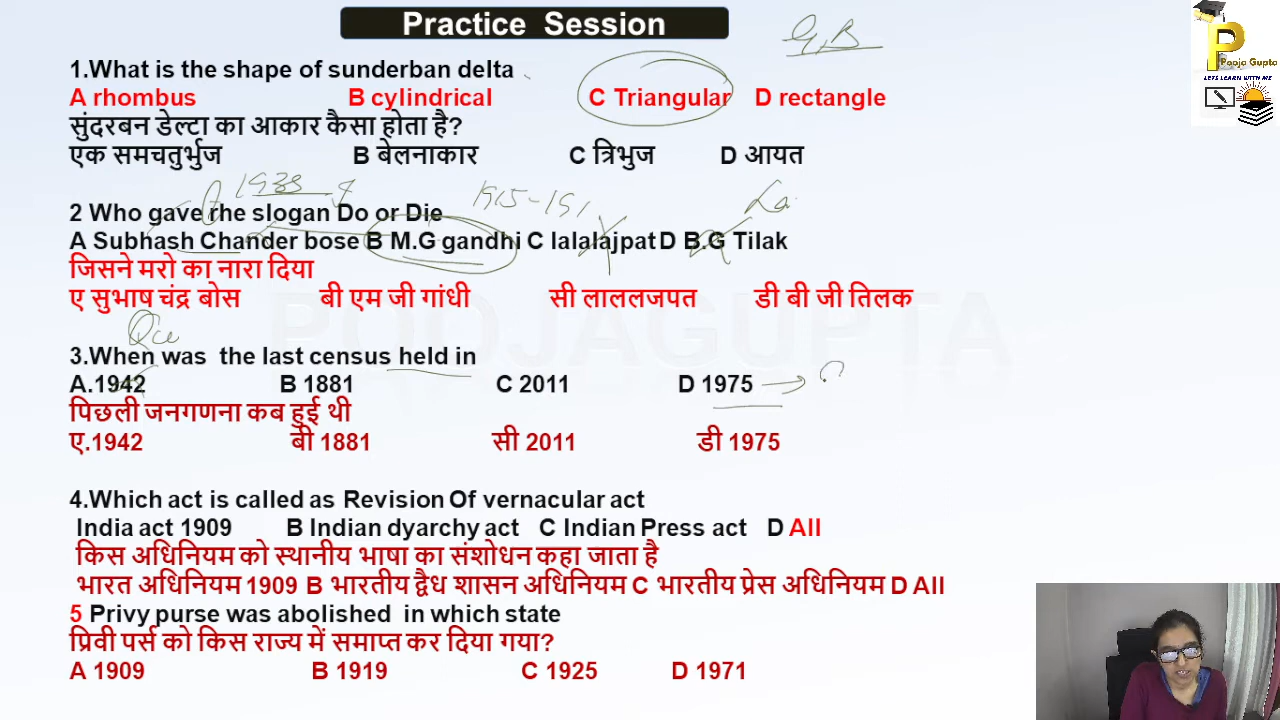 Practice Session
G,B
1.What is the shape of sunderban delta
A rhombus B cylindrical C Triangular D rectangle
सुंदरबन डेल्टा का आकार कैसा होता है?
एक समचतुर्भुज B बेलनाकार C त्रिभुज D आयत
2 Who gave rhe slogan Do or Die
A Subhash Chander bose B M.G gandhi C lalalajpat D B.G Tilak
जिसने मरो का नारा दिया
ए सुभाष चंद्र बोस बी एम जी गांधी सी लाललजपत डी बी जी तिलक
3.When was the last census held in
A.1942 B 1881 C 2011 D 1975
पिछली जनगणना कब हुई थी
ए.1942 बी 1881 सी 2011 डी 1975
4.Which act is called as Revision Of vernacular act
India act 1909 B Indian dyarchy act C Indian Press act D All
किस अधिनियम को स्थानीय भाषा का संशोधन कहा जाता है
भारत अधिनियम 1909 B भारतीय द्वैध शासन अधिनियम C भारतीय प्रेस अधिनियम D All
5 Privy purse was abolished in which state
प्रिवी पर्स को किस राज्य में समाप्त कर दिया गया?
A 1909 B 1919 C 1925 D 1971
POOJAGUPTA
Pooja Gupta
LETS LEARN WITH ME